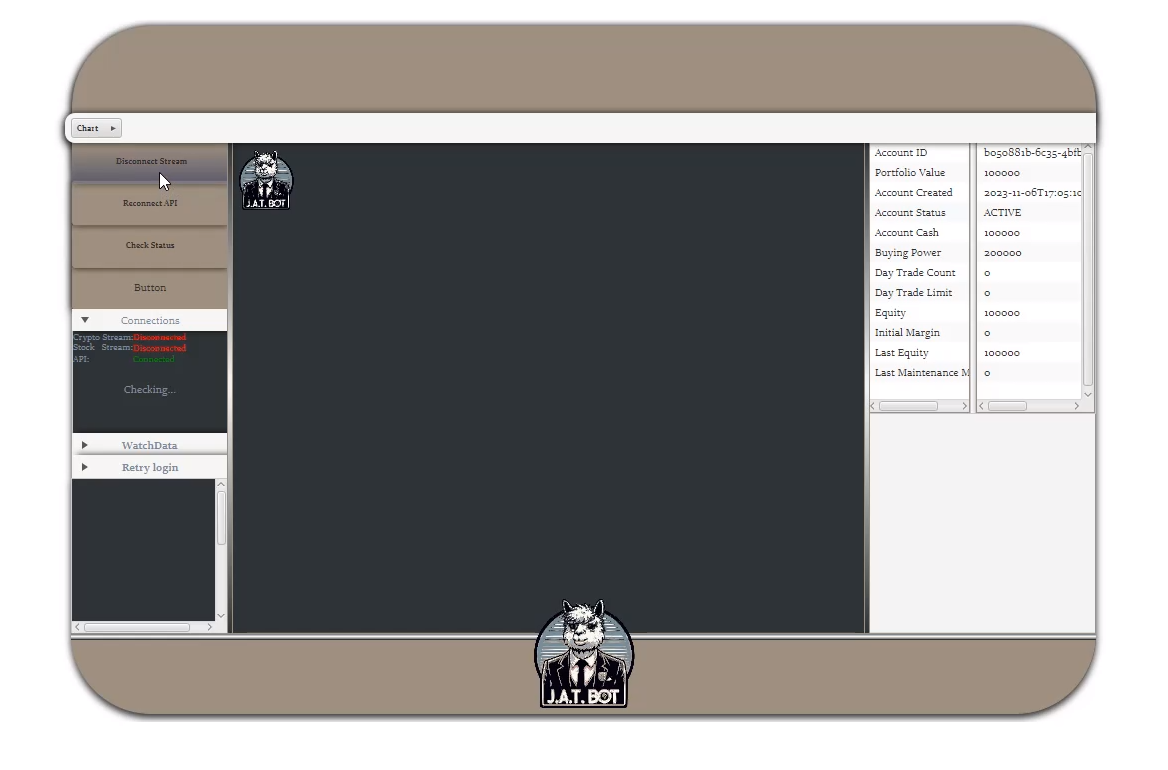 Chart
Disconnect Stream
Reconnect API
Check Status
Button
Connections
Crypto Stream:Disconnected
Stock Stream:Disconnected
API: Connected
Checking...
WatchData
Retry login
J.A.T. BOT
Account ID b050881b-6c35-4bfb
Portfolio Value 100000
Account Created 2023-11-06T17:05:10
Account Status ACTIVE
Account Cash 100000
Buying Power 200000
Day Trade Count 0
Day Trade Limit 0
Equity 100000
Initial Margin 0
Last Equity 100000
Last Maintenance M 0
J.A.T. BOT